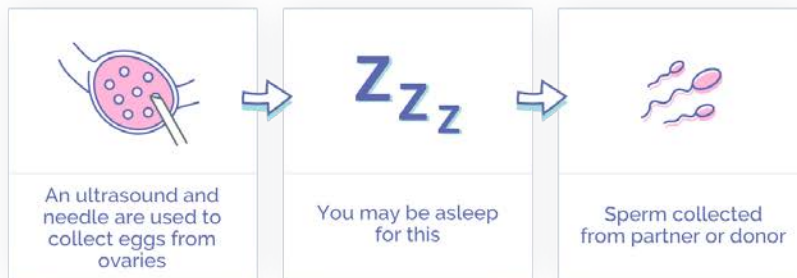 An ultrasound and
needle are used to
collect eggs from
ovaries
Z Z Z
You may be asleep
for this
Sperm collected
from partner or donor